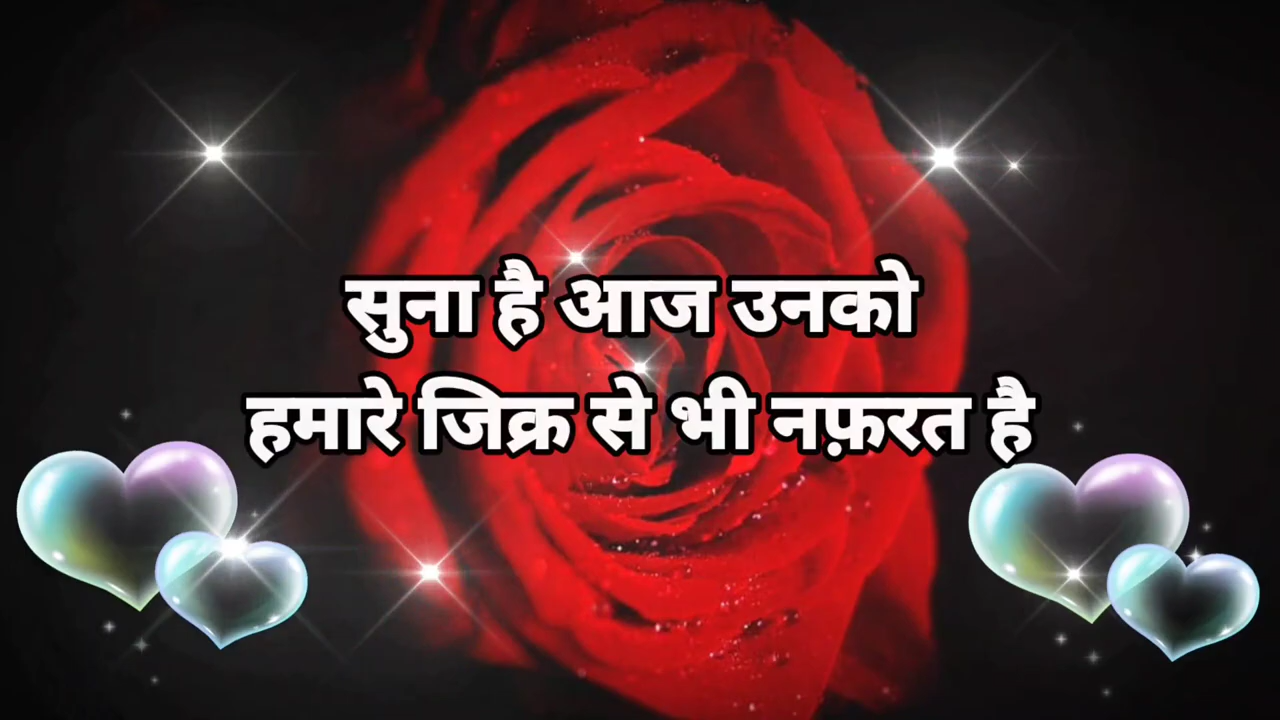 सुना है आज उनको
हमारे जिक्र से भी नफ़रत है